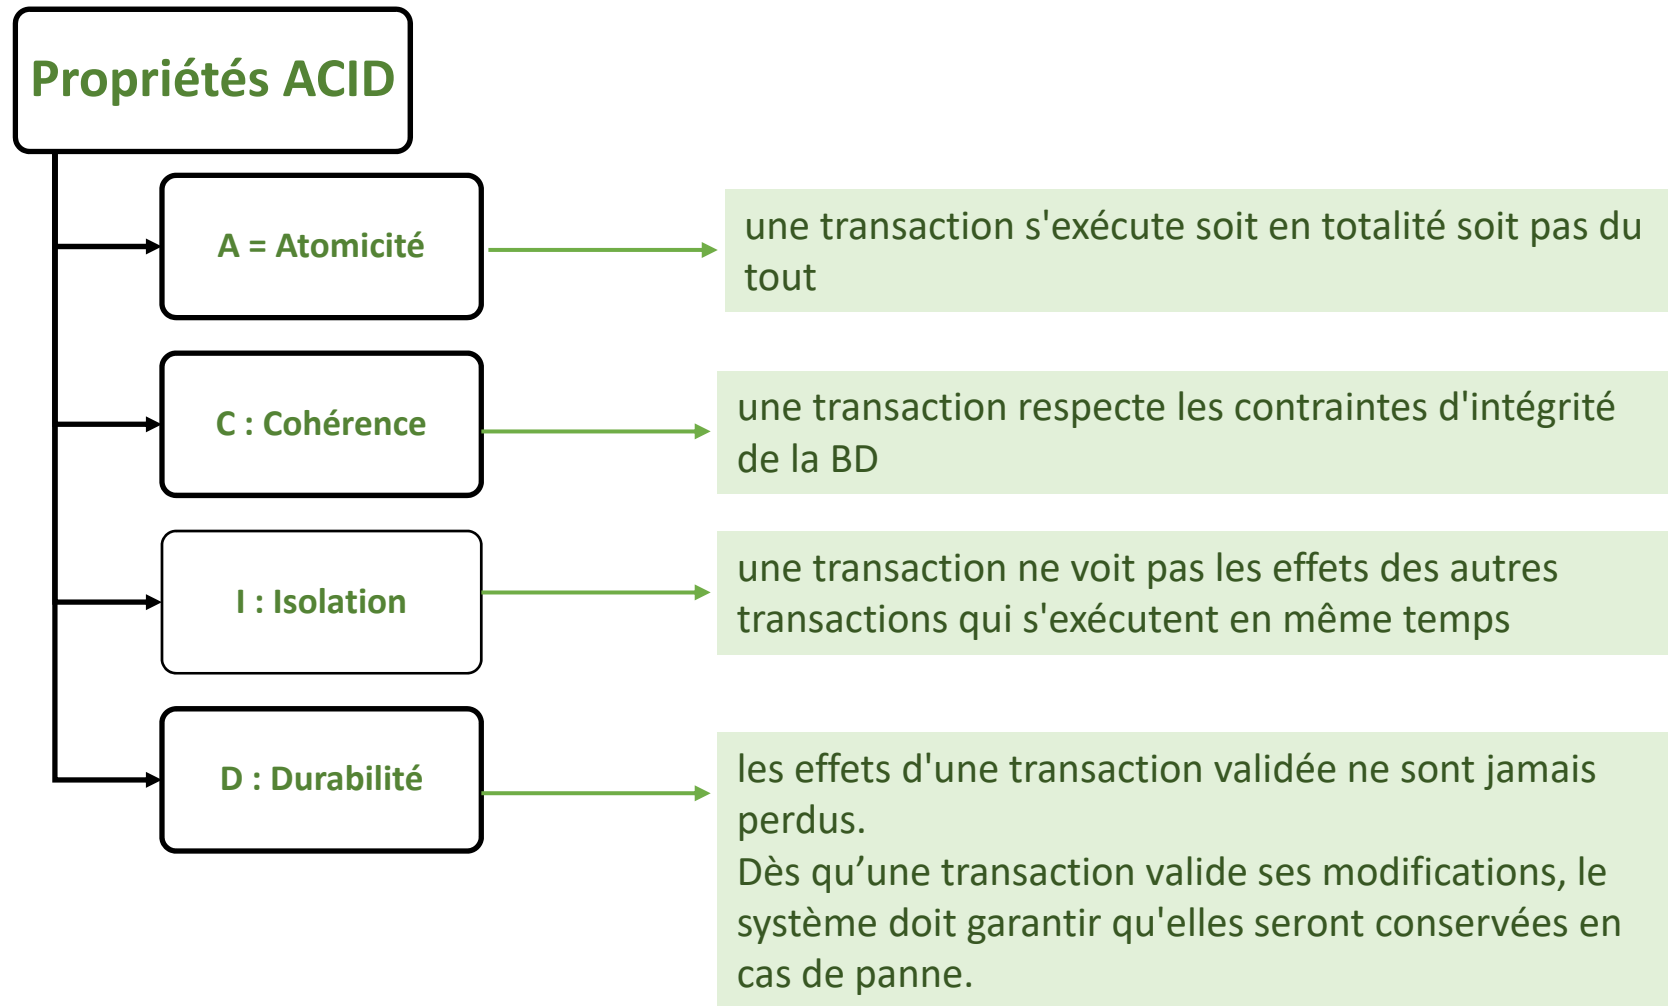 Propriétés ACID
A = Atomicité
une transaction s'exécute soit en totalité soit pas du
tout
C : Cohérence
une transaction respecte les contraintes d'intégrité
de la BD
I : Isolation
une transaction ne voit pas les effets des autres
transactions qui s'exécutent en même temps
D : Durabilité
les effets d'une transaction validée ne sont jamais
perdus.
Dès qu’une transaction valide ses modifications, le
système doit garantir qu'elles seront conservées en
cas de panne.